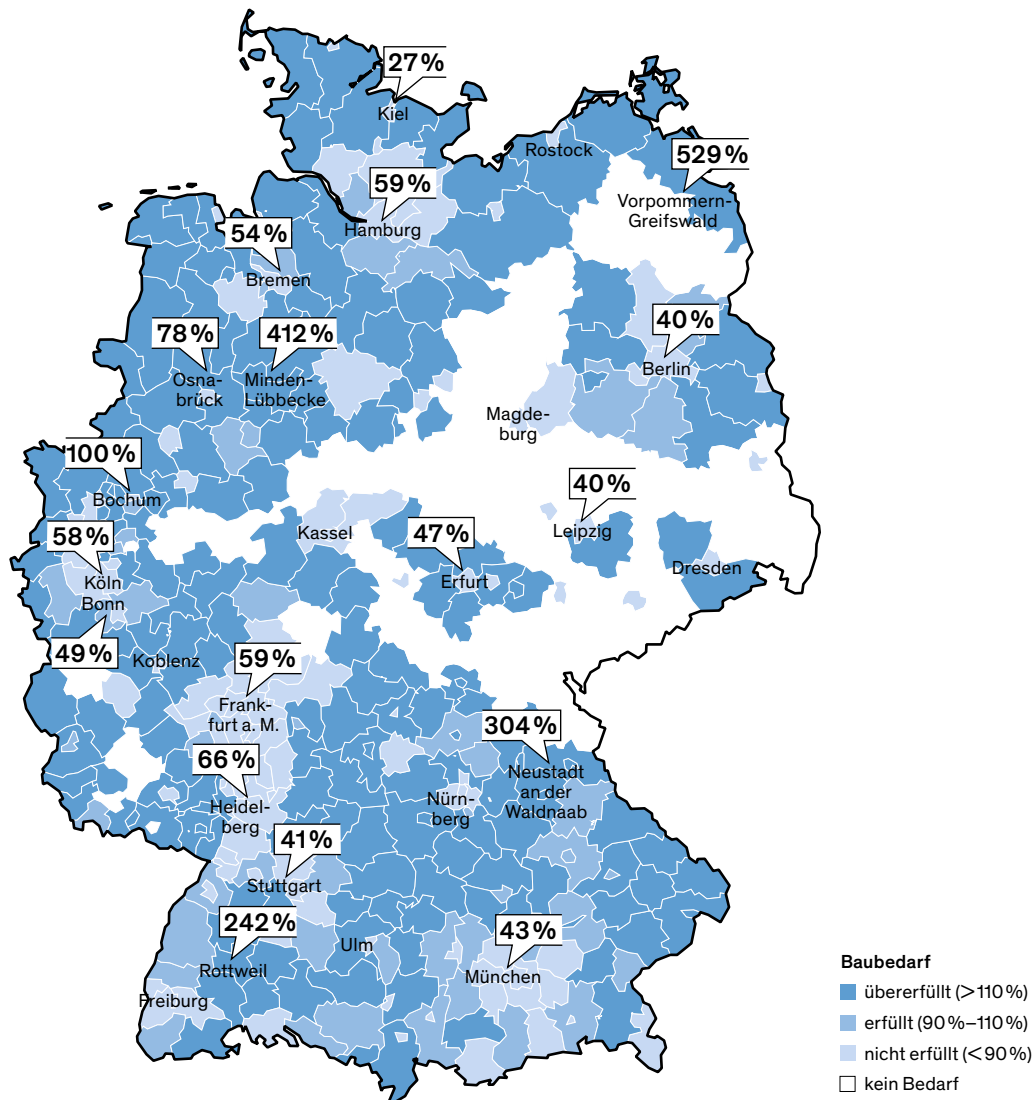 27 %
Kiel
Rostock
529 %
Vorpommern-
Greifswald
59 %
Hamburg
54 %
Bremen
78 %
Osna-
brück
412 %
Minden-
Lübbecke
40 %
Berlin
Magde-
burg
100 %
Bochum
40 %
Leipzig
Kassel
47 %
Erfurt
58 %
Köln
Bonn
49 %
Dresden
Koblenz
59 %
Frank-
furt a. M.
304 %
Neustadt
an der
Waldnaab
66 %
Heidel-
berg
Nürn-
berg
41 %
Stuttgart
242 %
Rottweil
Ulm
43 %
München
Freiburg
Baubedarf
übererfüllt (>110 %)
erfüllt (90 %–110 %)
nicht erfüllt (<90 %)
kein Bedarf